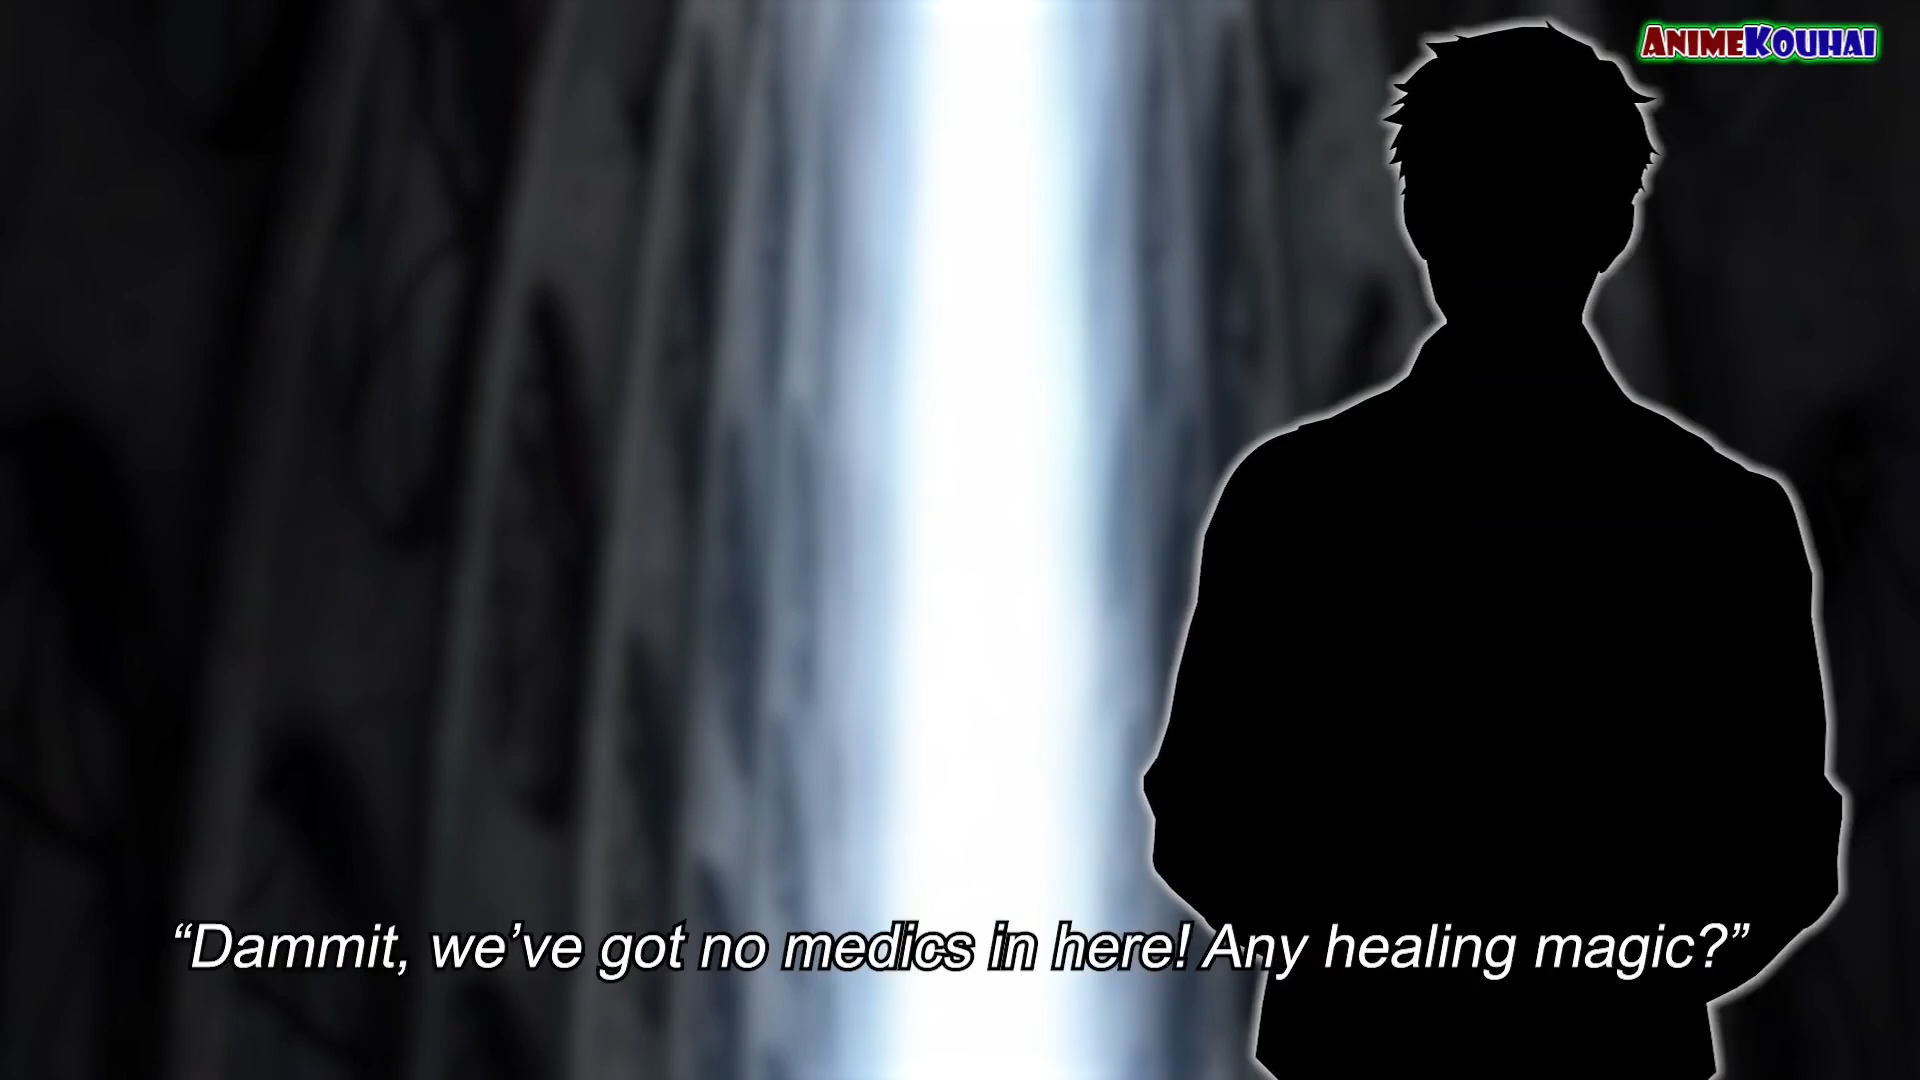 AnimeKouhai
“Dammit, we’ve got no medics in here! Any healing magic?”